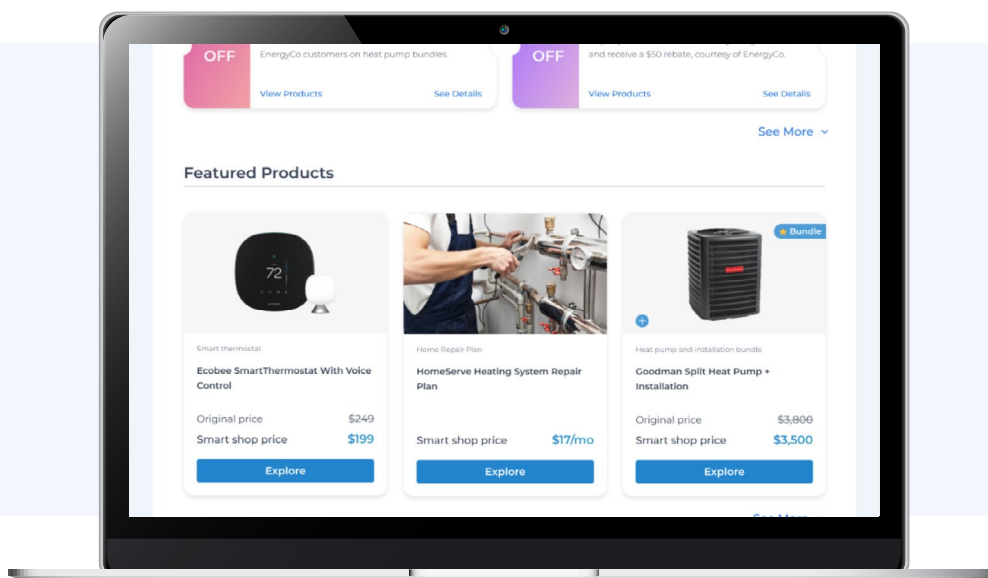 OFF
EnergyCo customers on heat pump bundles.
View Products
See Details
OFF
and receive a $50 rebate, courtesy of EnergyCo.
View Products
See Details
See More
Featured Products
72
Bundle
Smart thermostat
Ecobee SmartThermostat With Voice
Control
Original price $249
Smart shop price $199
Explore
Home Repair Plan
HomeServe Heating System Repair
Plan
Smart shop price $17/mo
Explore
Heat pump and installation bundle
Goodman Split Heat Pump +
Installation
Original price $3,800
Smart shop price $3,500
Explore
See More